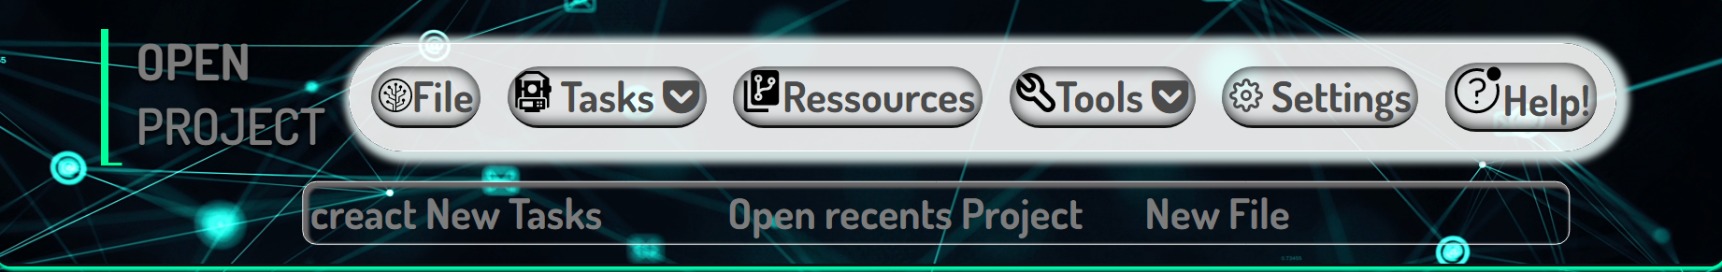 OPEN
PROJECT
File Tasks Ressources Tools Settings Help!
creact New Tasks Open recents Project New File